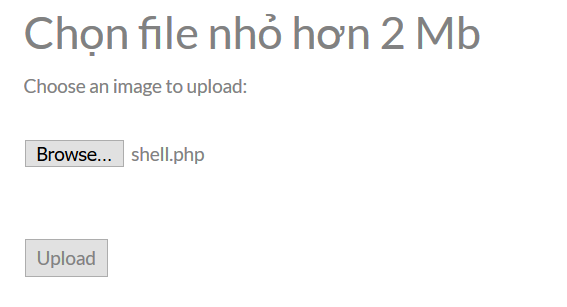 Chọn file nhỏ hơn 2 Mb
Choose an image to upload:
Browse... shell.php
Upload